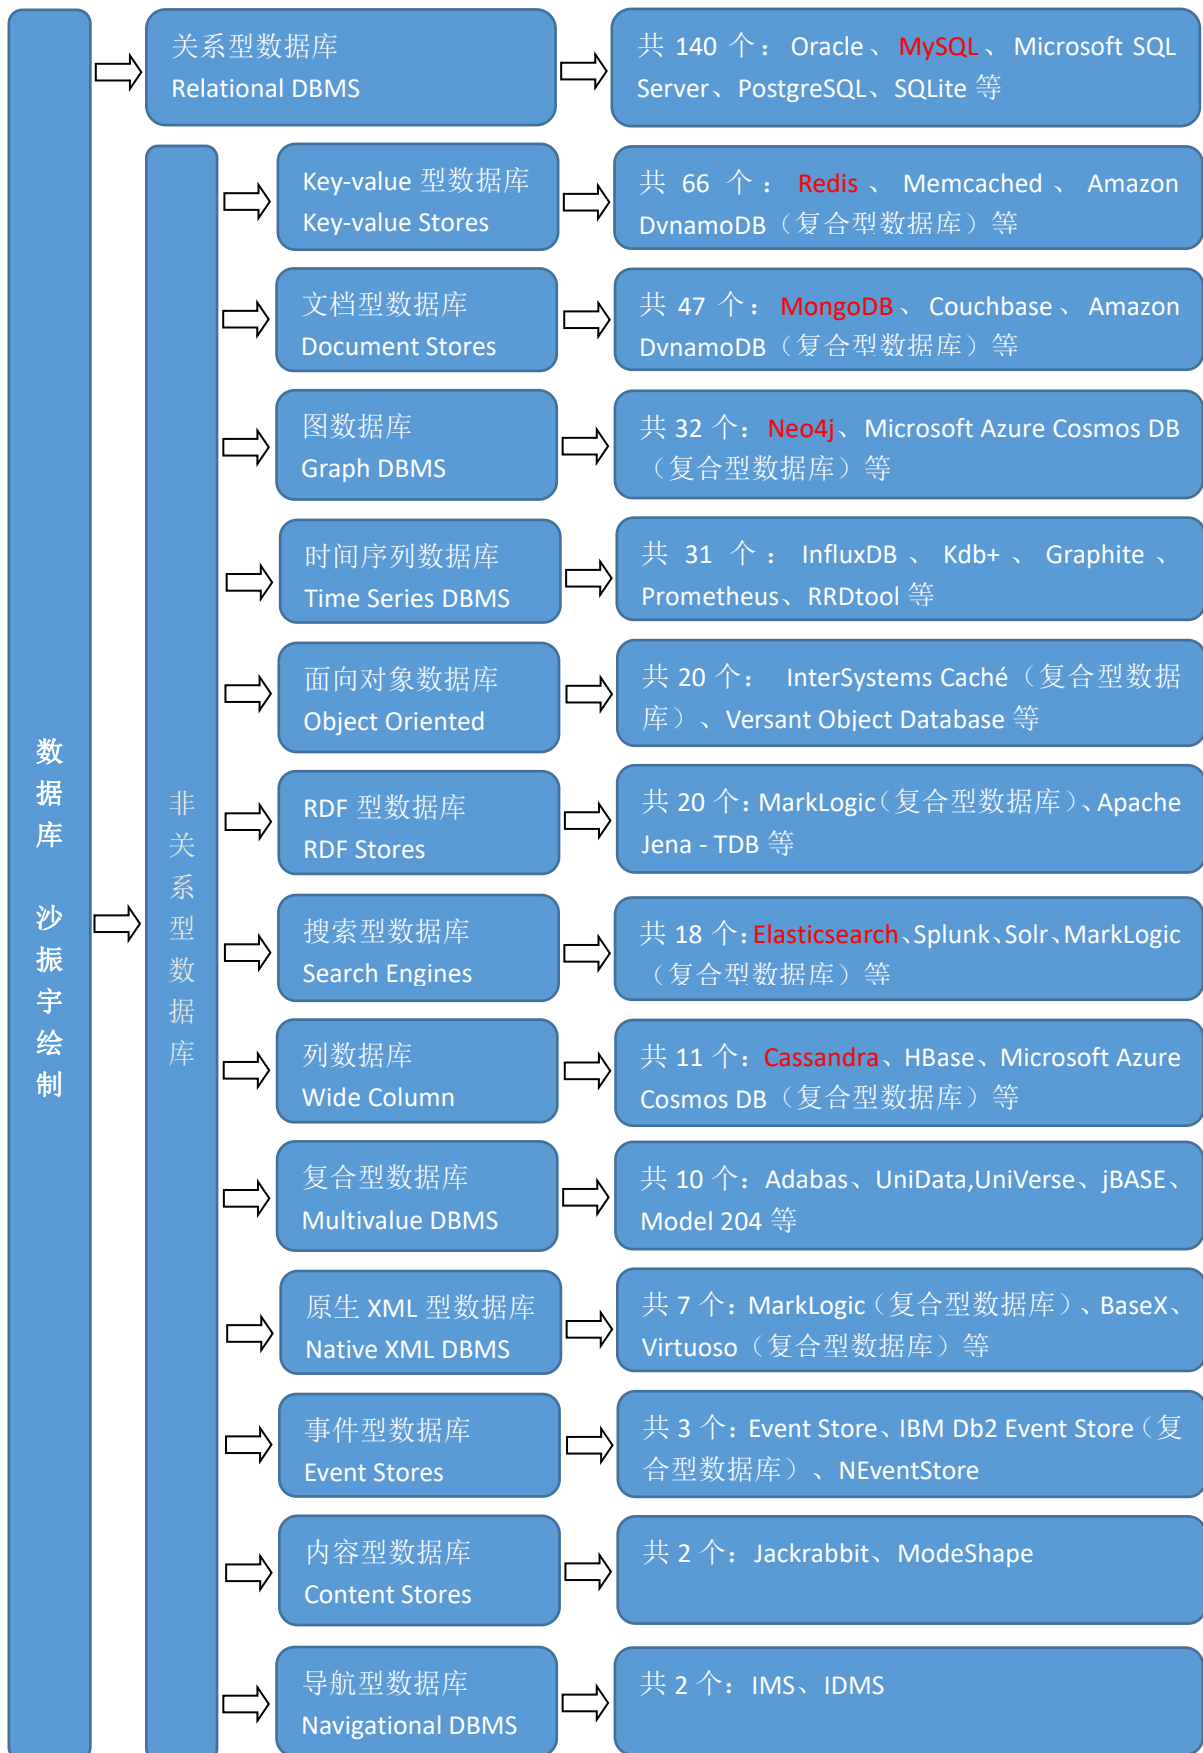 数据库 沙振宇绘制
关系型数据库
Relational DBMS
共 140 个：Oracle、MySQL、Microsoft SQL
Server、PostgreSQL、SQLite 等
非关系型数据库
Key-value 型数据库
Key-value Stores
共 66 个：Redis、Memcached、Amazon
DynamoDB（复合型数据库）等
文档型数据库
Document Stores
共 47 个：MongoDB、Couchbase、Amazon
DynamoDB（复合型数据库）等
图数据库
Graph DBMS
共 32 个：Neo4j、Microsoft Azure Cosmos DB
（复合型数据库）等
时间序列数据库
Time Series DBMS
共 31 个：InfluxDB、Kdb+、Graphite、
Prometheus、RRDtool 等
面向对象数据库
Object Oriented
共 20 个： InterSystems Caché（复合型数据
库）、Versant Object Database 等
RDF 型数据库
RDF Stores
共 20 个：MarkLogic（复合型数据库）、Apache
Jena - TDB 等
搜索型数据库
Search Engines
共 18 个：Elasticsearch、Splunk、Solr、MarkLogic
（复合型数据库）等
列数据库
Wide Column
共 11 个：Cassandra、HBase、Microsoft Azure
Cosmos DB（复合型数据库）等
复合型数据库
Multivalue DBMS
共 10 个：Adabas、UniData,UniVerse、jBASE、
Model 204 等
原生 XML 型数据库
Native XML DBMS
共 7 个：MarkLogic（复合型数据库）、BaseX、
Virtuoso（复合型数据库）等
事件型数据库
Event Stores
共 3 个：Event Store、IBM Db2 Event Store（复
合型数据库）、NEventStore
内容型数据库
Content Stores
共 2 个：Jackrabbit、ModeShape
导航型数据库
Navigational DBMS
共 2 个：IMS、IDMS